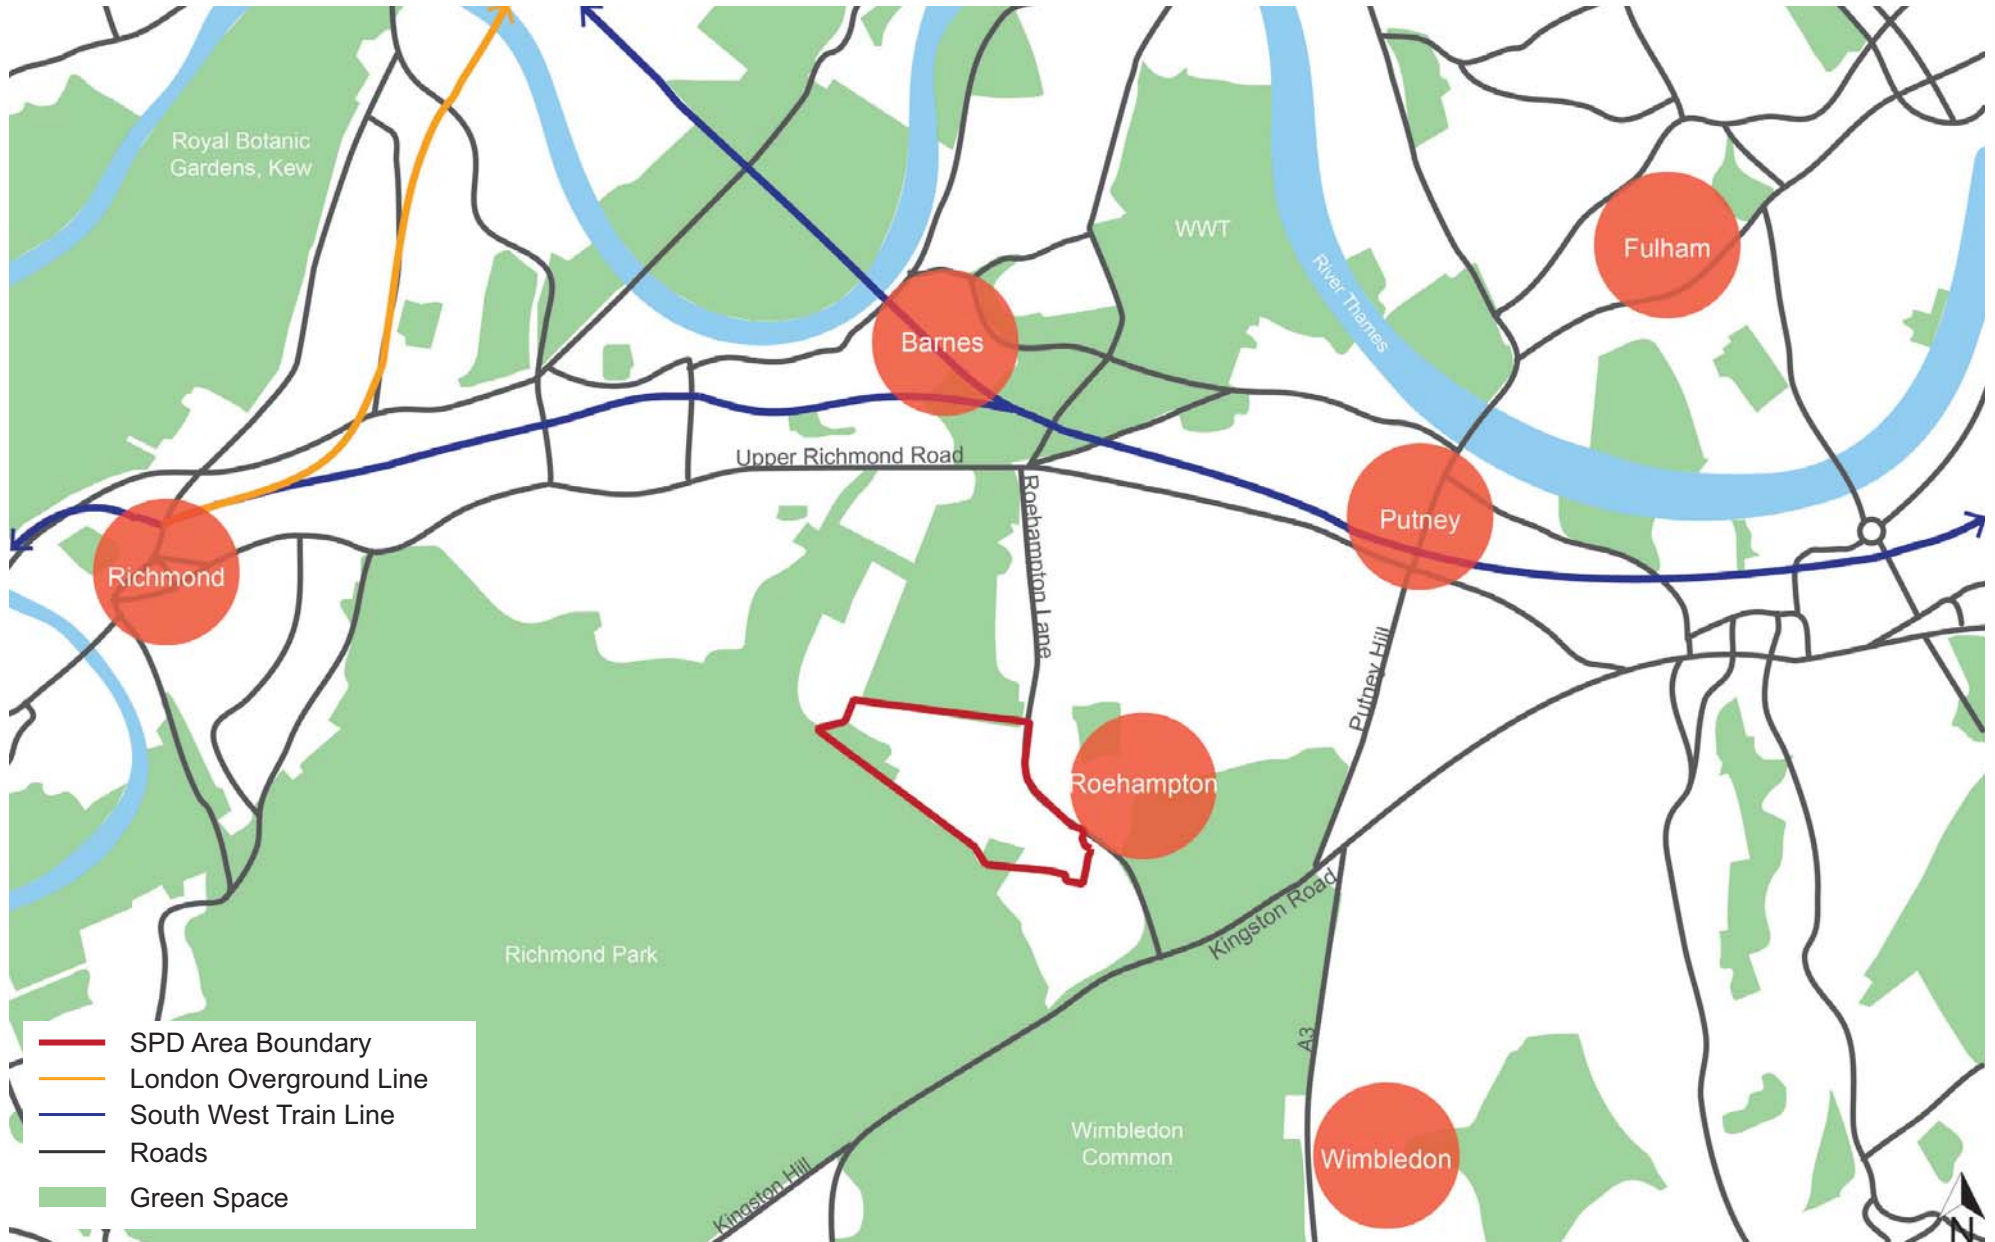 Royal Botanic
Gardens, Kew
WWT
River Thames
Fulham
Barnes
Upper Richmond Road
Roehampton Lane
Putney
Richmond
Putney Hill
Roehampton
Kingston Road
Richmond Park
A3
Wimbledon
Common
Wimbledon
Kingston Hill
SPD Area Boundary
London Overground Line
South West Train Line
Roads
Green Space
N